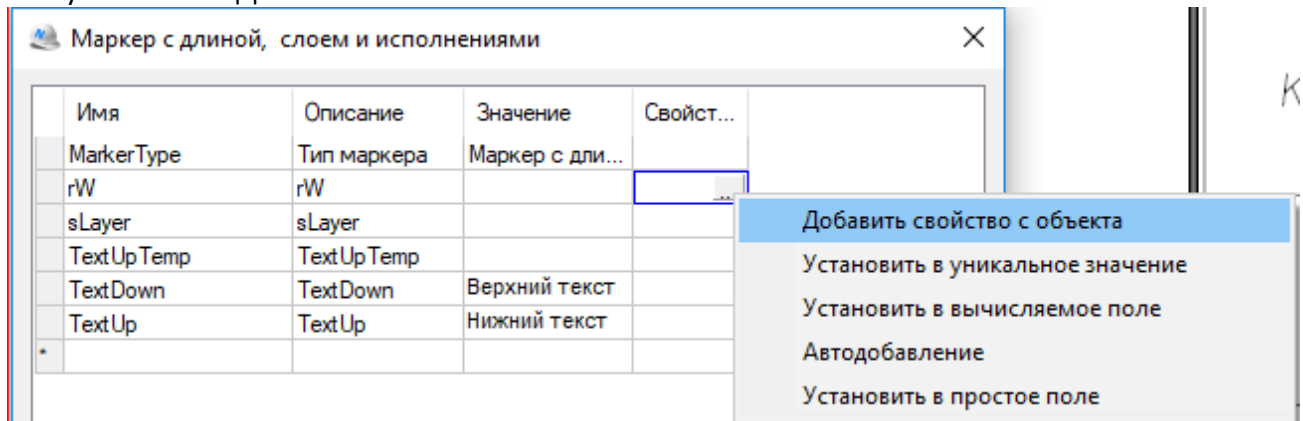 Маркер с длиной, слоем и исполнениями
Имя Описание Значение Свойст...
MarkerType Тип маркера Маркер с дли...
rW rW ...
sLayer sLayer
TextUpTemp TextUpTemp
TextDown TextDown Верхний текст
TextUp TextUp Нижний текст
*
Добавить свойство с объекта
Установить в уникальное значение
Установить в вычисляемое поле
Автодобавление
Установить в простое поле
К